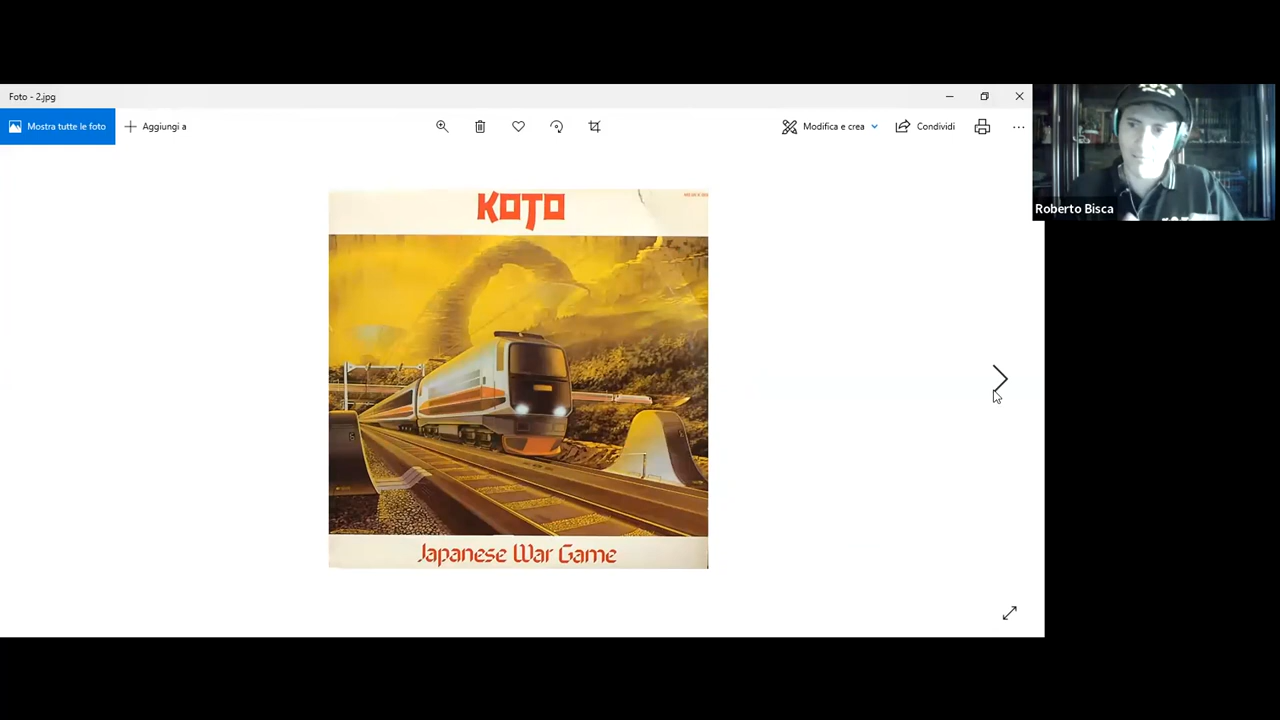 Foto - 2.jpg
Mostra tutte le foto
Aggiungi a
Modifica e crea
Condividi
Roberto Bisca
KOTO
Japanese War Game